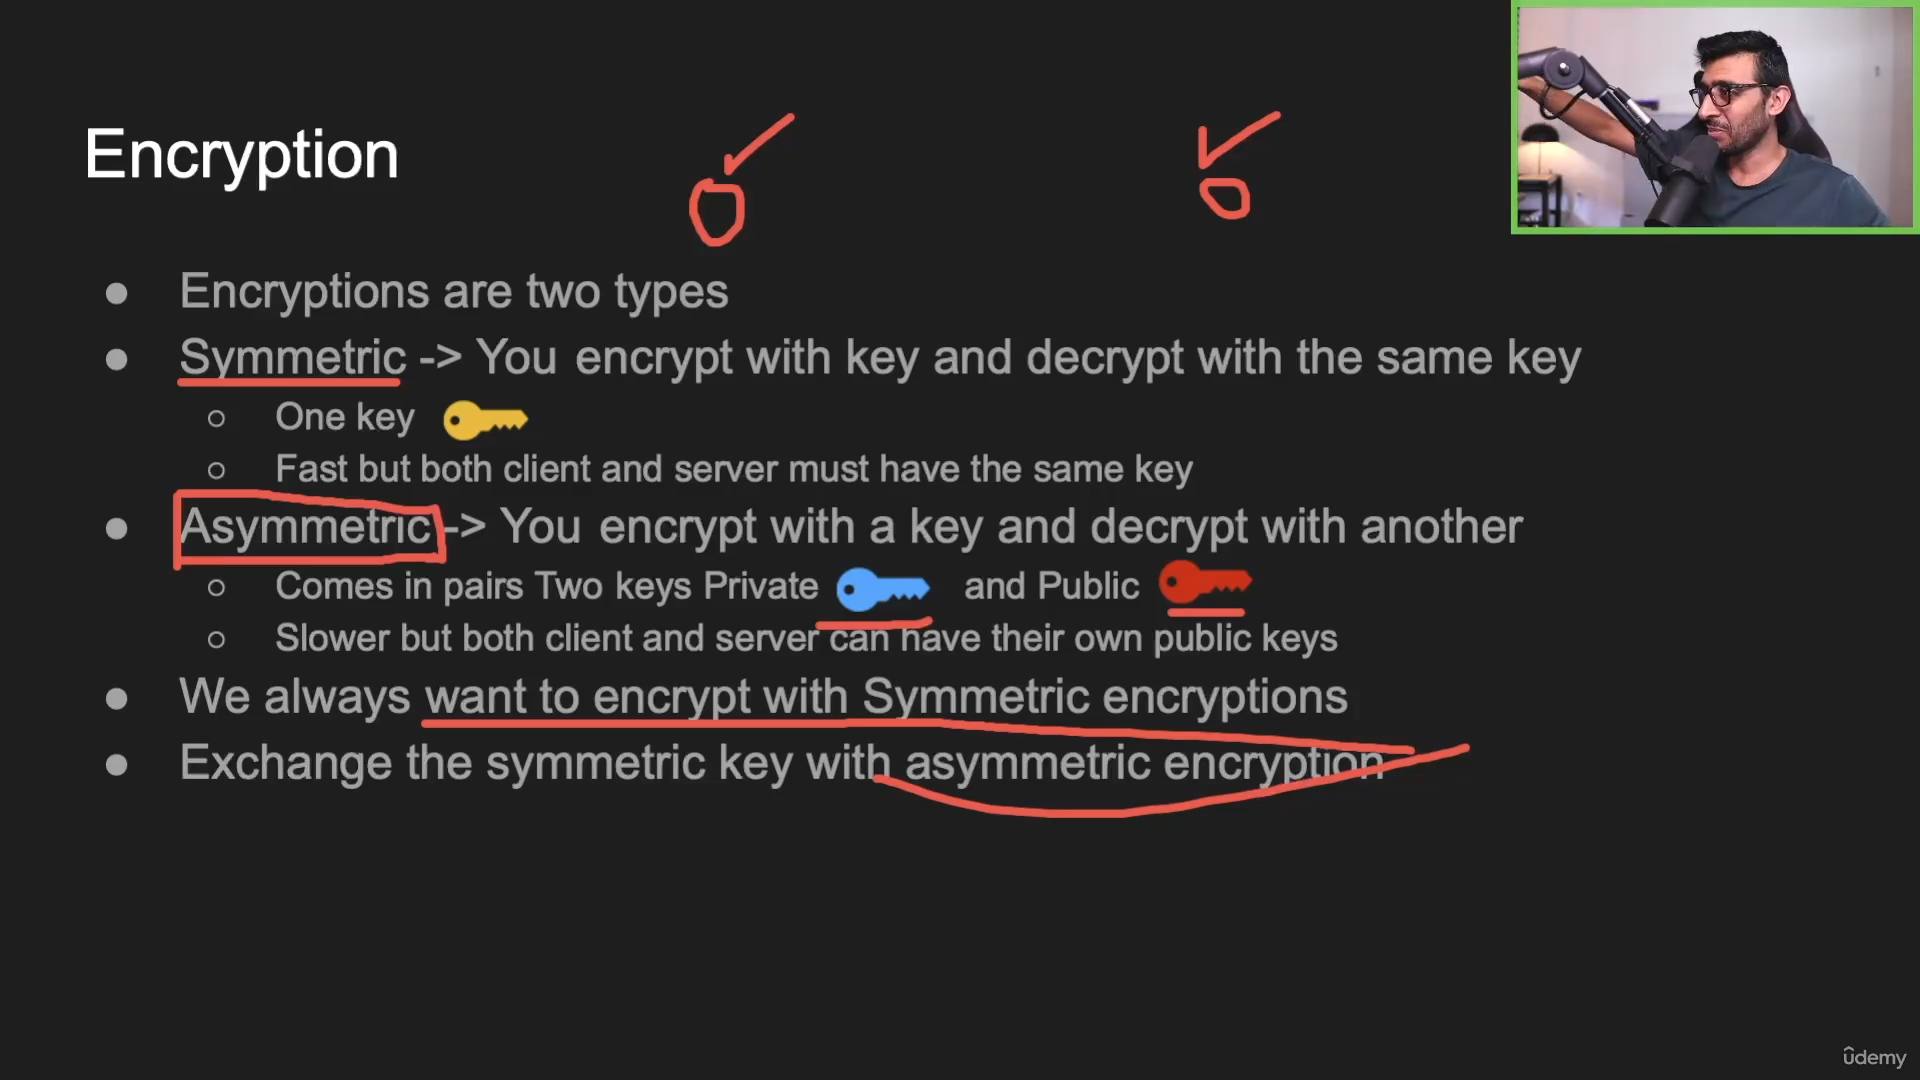 Encryption
Encryptions are two types
Symmetric -> You encrypt with key and decrypt with the same key
One key
Fast but both client and server must have the same key
Asymmetric -> You encrypt with a key and decrypt with another
Comes in pairs Two keys Private and Public
Slower but both client and server can have their own public keys
We always want to encrypt with Symmetric encryptions
Exchange the symmetric key with asymmetric encryption
ûdemy